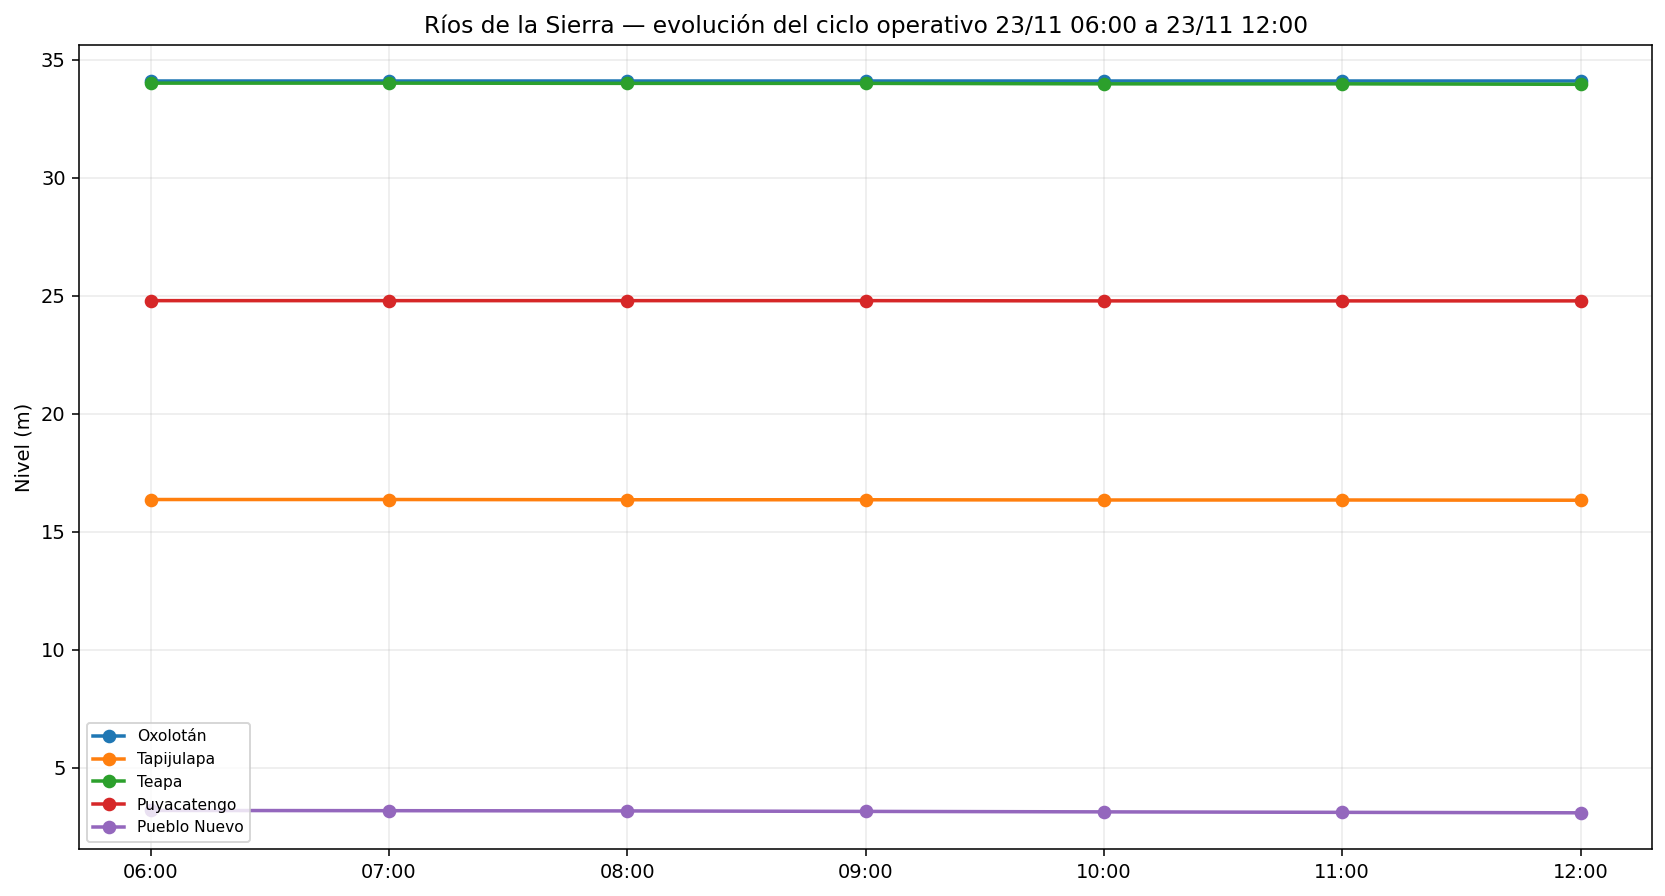 Ríos de la Sierra — evolución del ciclo operativo 23/11 06:00 a 23/11 12:00
Nivel (m)
35
30
25
20
15
10
5
Oxolotán
Tapijulapa
Teapa
Puyacatengo
Pueblo Nuevo
06:00 07:00 08:00 09:00 10:00 11:00 12:00